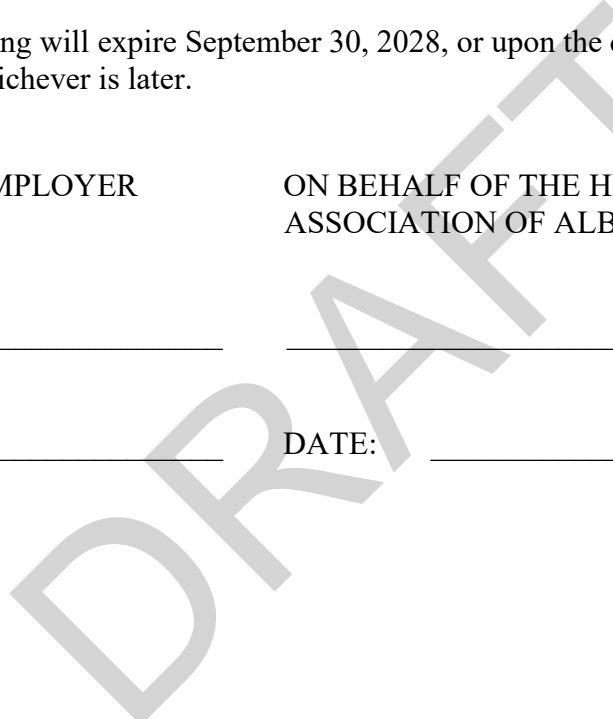 ng will expire September 30, 2028, or upon the
ichever is later.
MPLOYER
ON BEHALF OF THE H
ASSOCIATION OF ALB
DATE:
DRAFT